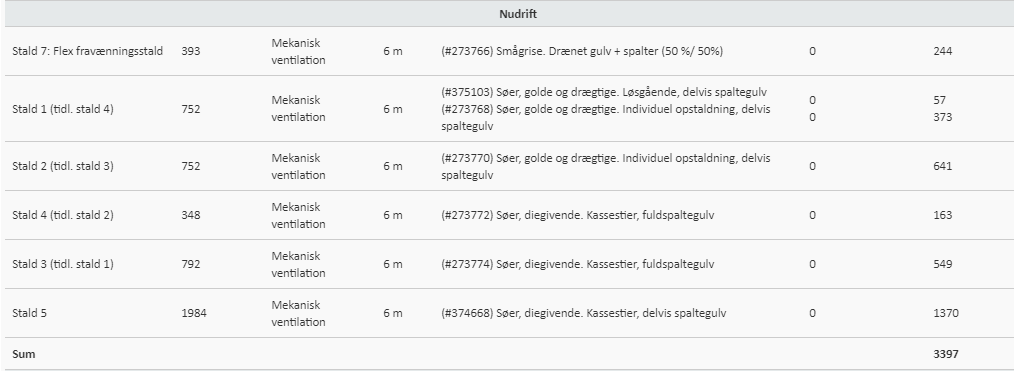 Nudrift
Stald 7: Flex fravænningsstald 393 Mekanisk ventilation 6 m (#273766) Smågrise. Drænet gulv + spalter (50 %/ 50%) 0 244
Stald 1 (tidl. stald 4) 752 Mekanisk ventilation 6 m (#375103) Søer, golde og drægtige. Løsgående, delvis spaltegulv 0 57
(#273768) Søer, golde og drægtige. Individuel opstaldning, delvis spaltegulv 0 373
Stald 2 (tidl. stald 3) 752 Mekanisk ventilation 6 m (#273770) Søer, golde og drægtige. Individuel opstaldning, delvis spaltegulv 0 641
Stald 4 (tidl. stald 2) 348 Mekanisk ventilation 6 m (#273772) Søer, diegivende. Kassestier, fuldspaltegulv 0 163
Stald 3 (tidl. stald 1) 792 Mekanisk ventilation 6 m (#273774) Søer, diegivende. Kassestier, fuldspaltegulv 0 549
Stald 5 1984 Mekanisk ventilation 6 m (#374668) Søer, diegivende. Kassestier, delvis spaltegulv 0 1370
Sum 3397